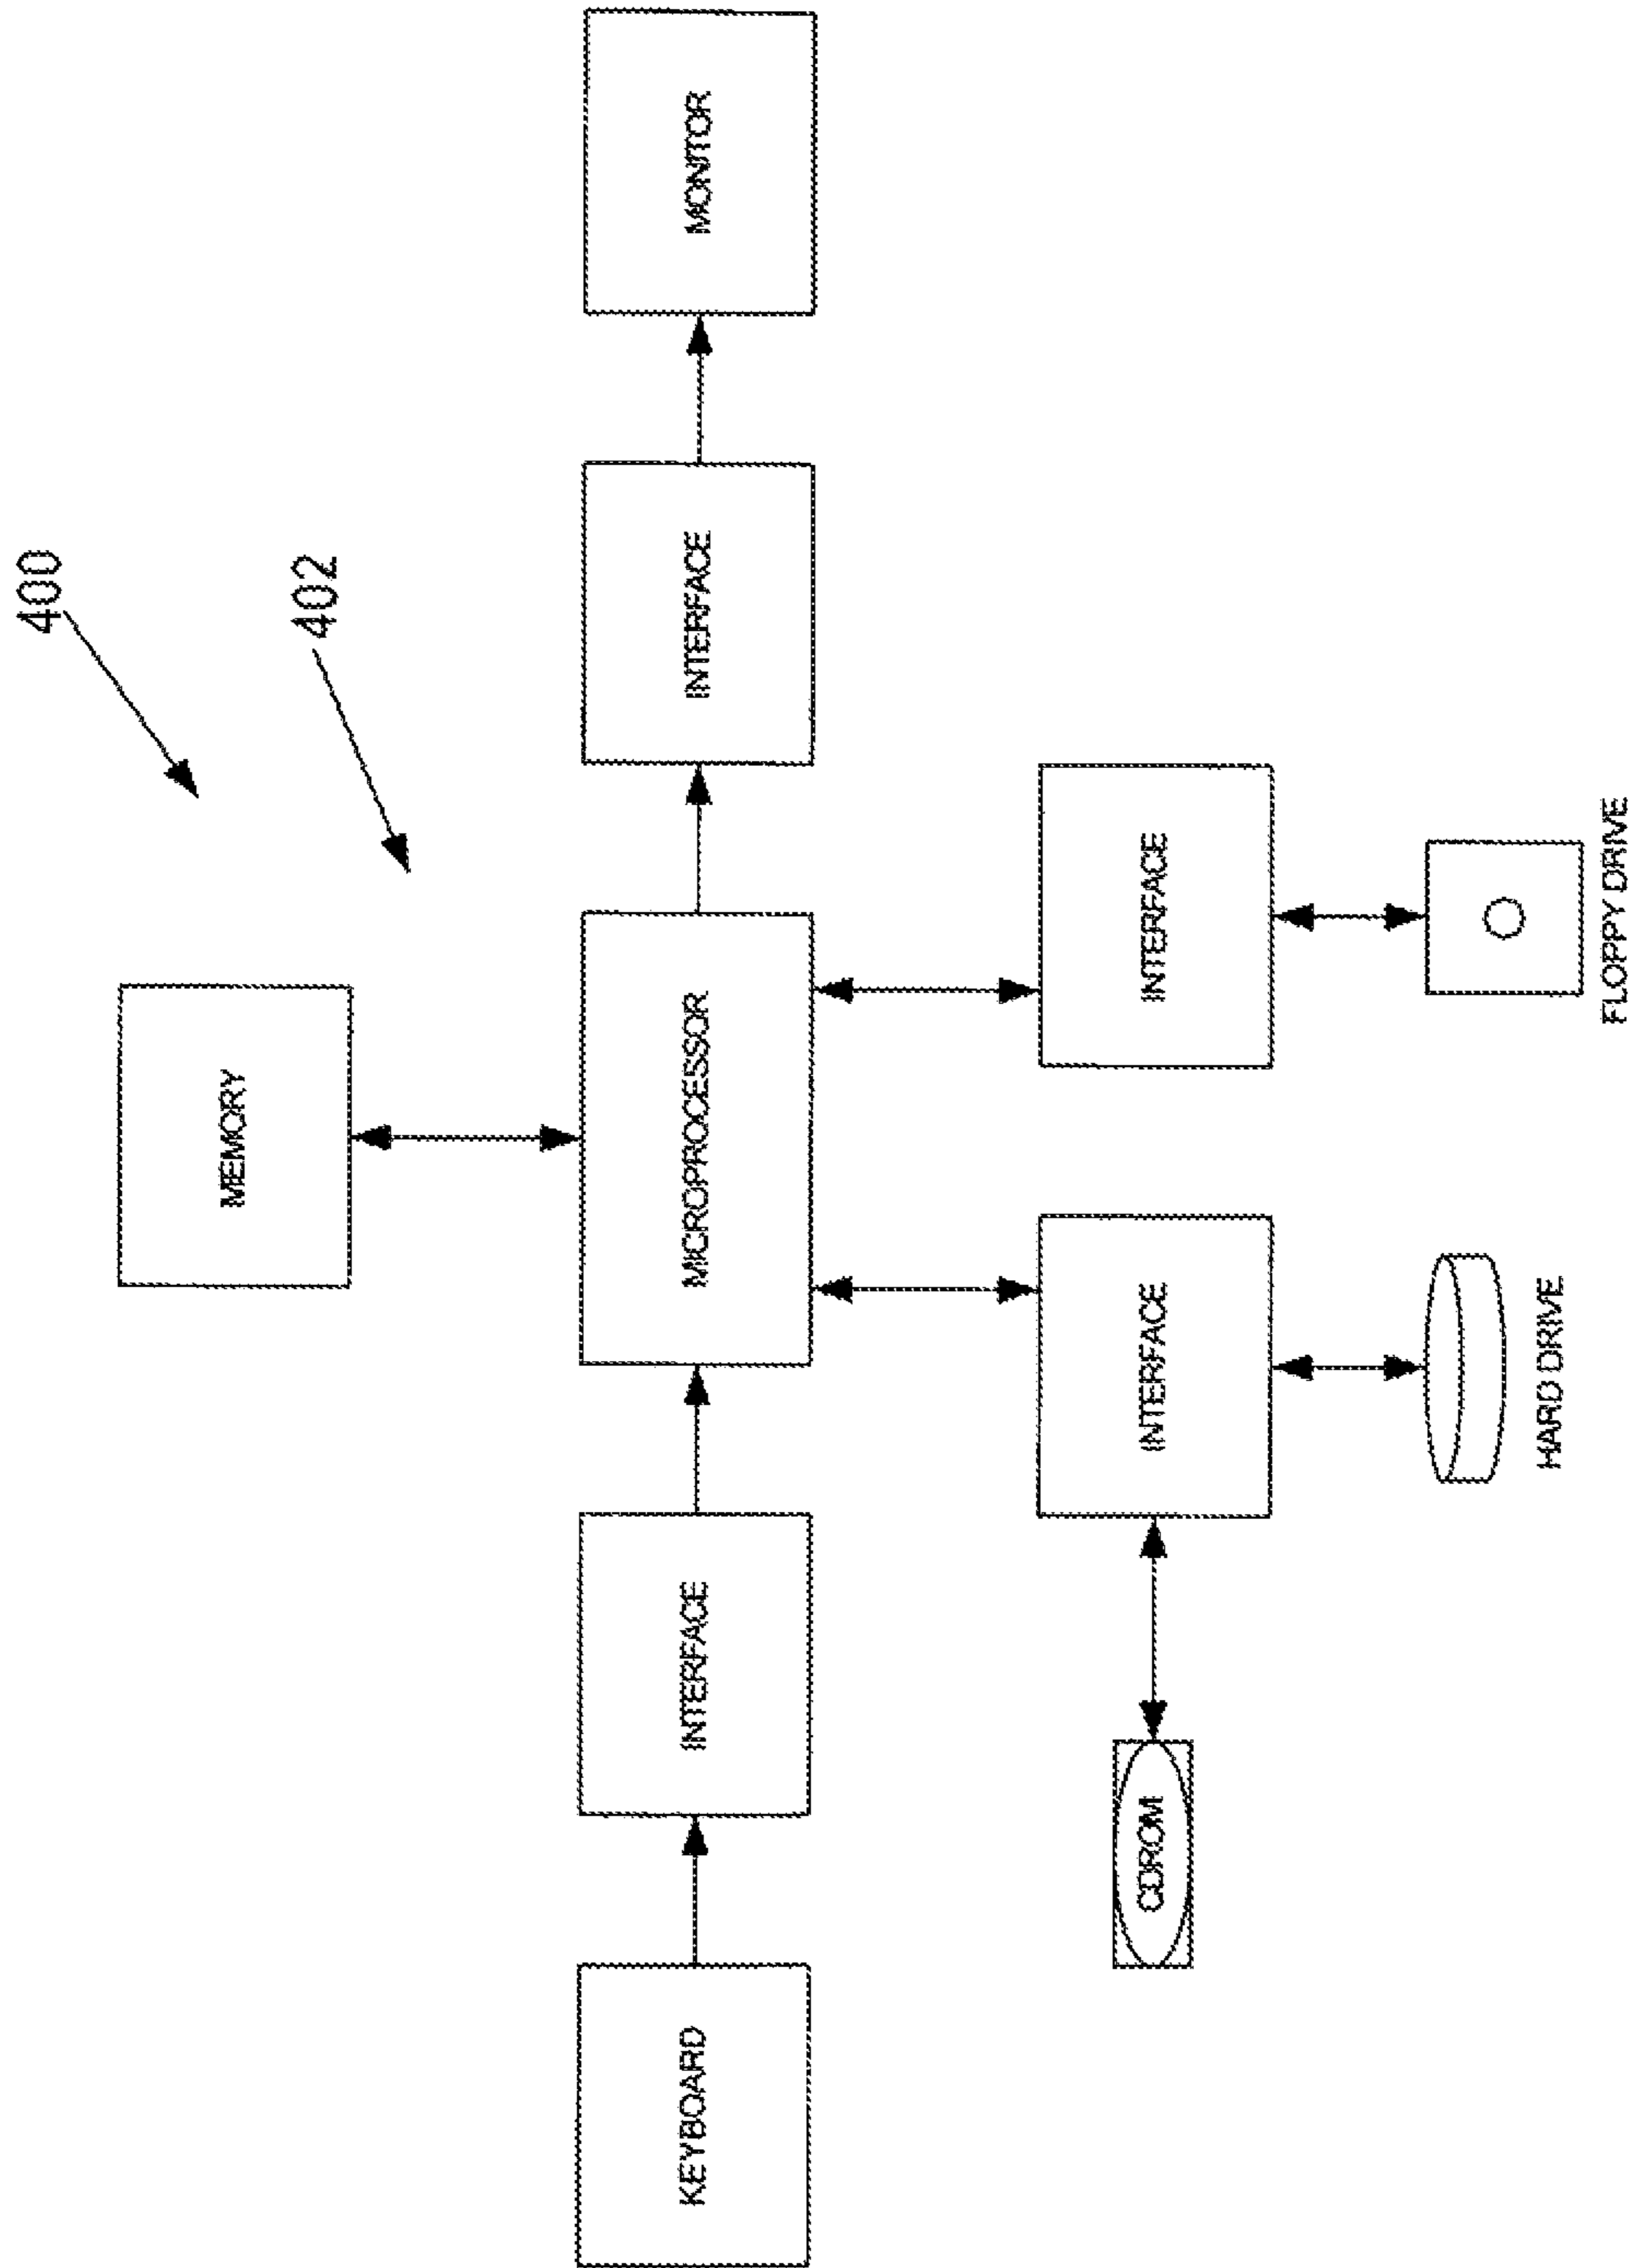 400
402
MEMORY
KEYBOARD
INTERFACE
MICROPROCESSOR
INTERFACE
MONITOR
CDROM
INTERFACE
INTERFACE
HARD DRIVE
FLOPPY DRIVE